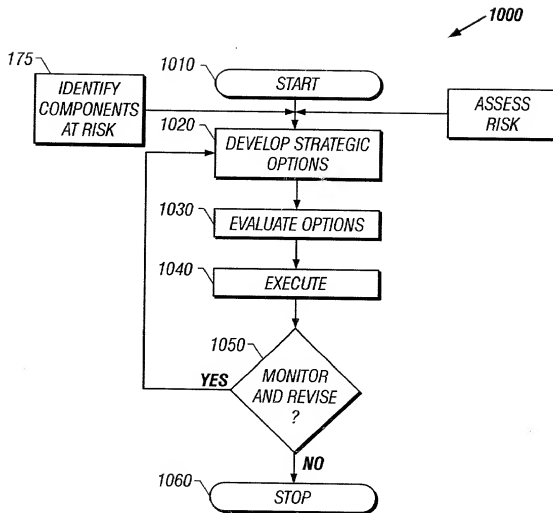 1000
175
IDENTIFY
COMPONENTS
AT RISK
1010
START
ASSESS
RISK
1020
DEVELOP STRATEGIC
OPTIONS
1030
EVALUATE OPTIONS
1040
EXECUTE
1050
MONITOR
AND REVISE
?
YES
NO
1060
STOP